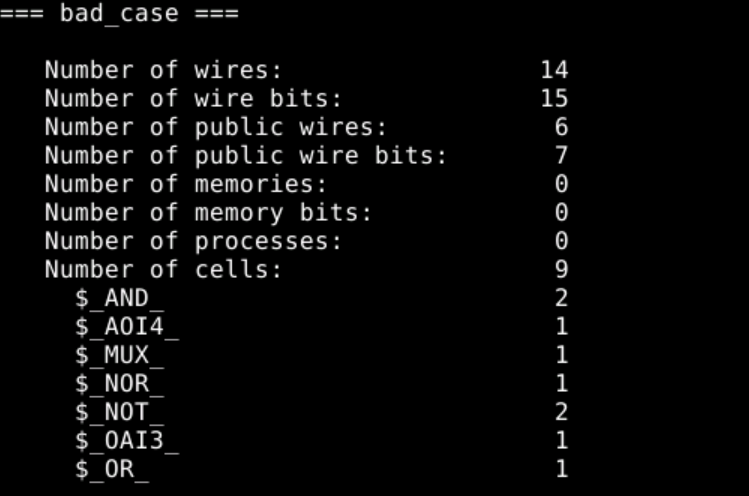 === bad_case ===
Number of wires: 14
Number of wire bits: 15
Number of public wires: 6
Number of public wire bits: 7
Number of memories: 0
Number of memory bits: 0
Number of processes: 0
Number of cells: 9
$_AND_ 2
$_AOI4_ 1
$_MUX_ 1
$_NOR_ 1
$_NOT_ 2
$_OAI3_ 1
$_OR_ 1